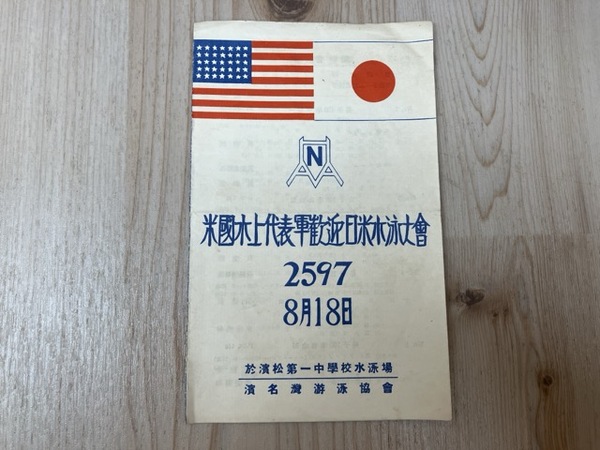 N
米國水上代表軍歡迎日米水泳大會
2597
8月18日
於濱松第一中學校水泳場
濱名灣游泳協會